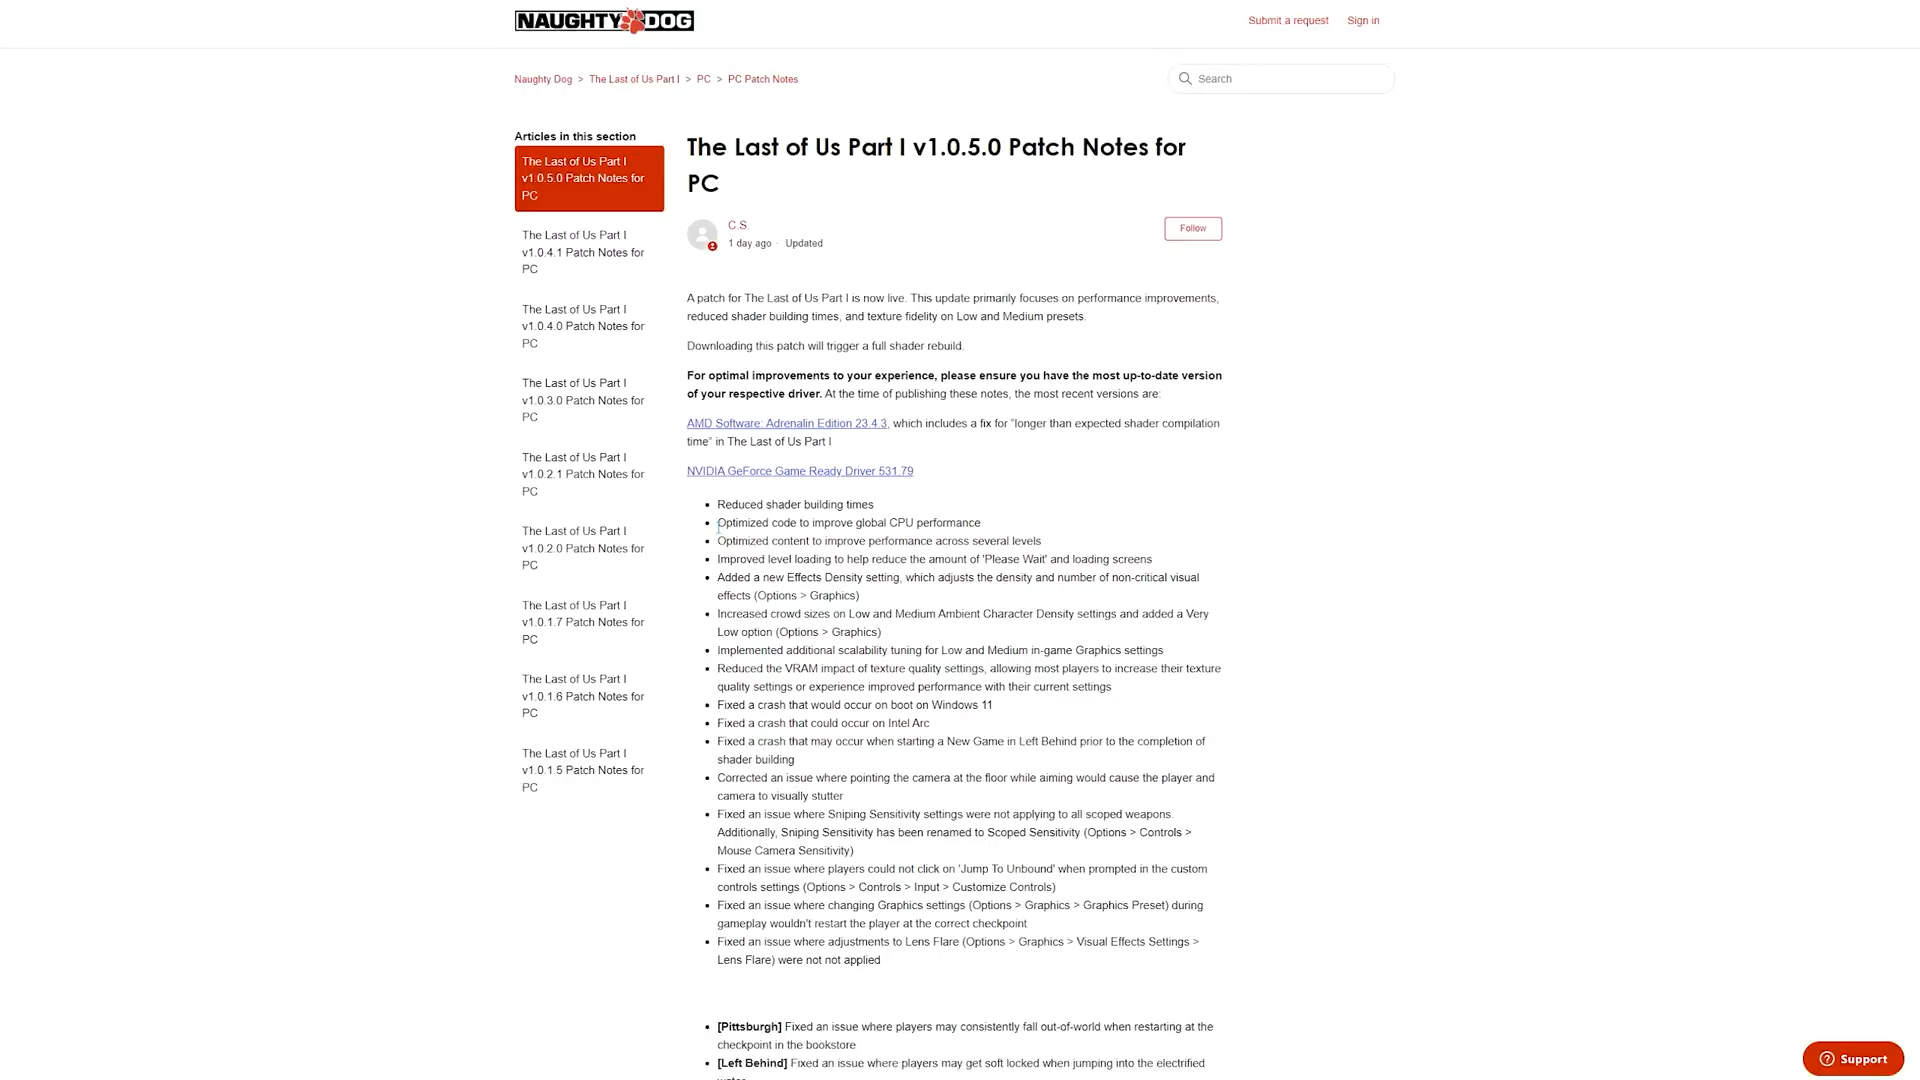 NAUGHTY DOG
Submit a request
Sign in
Naughty Dog > The Last of Us Part I > PC > PC Patch Notes
Search
Articles in this section
The Last of Us Part I
v1.0.5.0 Patch Notes for
PC
The Last of Us Part I
v1.0.4.1 Patch Notes for
PC
The Last of Us Part I
v1.0.4.0 Patch Notes for
PC
The Last of Us Part I
v1.0.3.0 Patch Notes for
PC
The Last of Us Part I
v1.0.2.1 Patch Notes for
PC
The Last of Us Part I
v1.0.2.0 Patch Notes for
PC
The Last of Us Part I
v1.0.1.7 Patch Notes for
PC
The Last of Us Part I
v1.0.1.6 Patch Notes for
PC
The Last of Us Part I
v1.0.1.5 Patch Notes for
PC
The Last of Us Part I v1.0.5.0 Patch Notes for
PC
C.S.
1 day ago · Updated
Follow
A patch for The Last of Us Part I is now live. This update primarily focuses on performance improvements,
reduced shader building times, and texture fidelity on Low and Medium presets.
Downloading this patch will trigger a full shader rebuild.
For optimal improvements to your experience, please ensure you have the most up-to-date version
of your respective driver. At the time of publishing these notes, the most recent versions are:
AMD Software: Adrenalin Edition 23.4.3, which includes a fix for “longer than expected shader compilation
time” in The Last of Us Part I
NVIDIA GeForce Game Ready Driver 531.79
• Reduced shader building times
• Optimized code to improve global CPU performance
• Optimized content to improve performance across several levels
• Improved level loading to help reduce the amount of 'Please Wait' and loading screens
• Added a new Effects Density setting, which adjusts the density and number of non-critical visual
effects (Options > Graphics)
• Increased crowd sizes on Low and Medium Ambient Character Density settings and added a Very
Low option (Options > Graphics)
• Implemented additional scalability tuning for Low and Medium in-game Graphics settings
• Reduced the VRAM impact of texture quality settings, allowing most players to increase their texture
quality settings or experience improved performance with their current settings
• Fixed a crash that would occur on boot on Windows 11
• Fixed a crash that could occur on Intel Arc
• Fixed a crash that may occur when starting a New Game in Left Behind prior to the completion of
shader building
• Corrected an issue where pointing the camera at the floor while aiming would cause the player and
camera to visually stutter
• Fixed an issue where Sniping Sensitivity settings were not applying to all scoped weapons.
Additionally, Sniping Sensitivity has been renamed to Scoped Sensitivity (Options > Controls >
Mouse Camera Sensitivity)
• Fixed an issue where players could not click on 'Jump To Unbound' when prompted in the custom
controls settings (Options > Controls > Input > Customize Controls)
• Fixed an issue where changing Graphics settings (Options > Graphics > Graphics Preset) during
gameplay wouldn't restart the player at the correct checkpoint
• Fixed an issue where adjustments to Lens Flare (Options > Graphics > Visual Effects Settings >
Lens Flare) were not not applied
• [Pittsburgh] Fixed an issue where players may consistently fall out-of-world when restarting at the
checkpoint in the bookstore
• [Left Behind] Fixed an issue where players may get soft locked when jumping into the electrified
Support